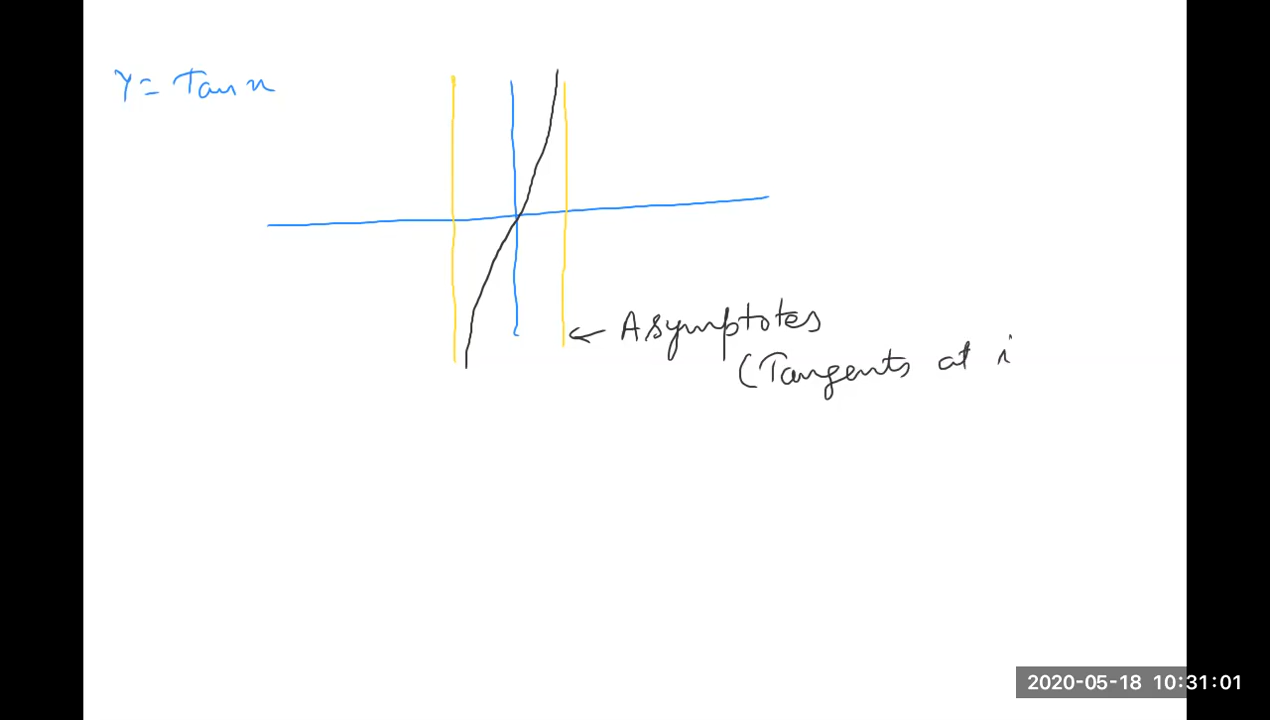 Y = Tan x
← Asymptotes
(Tangents at i
2020-05-18 10:31:01